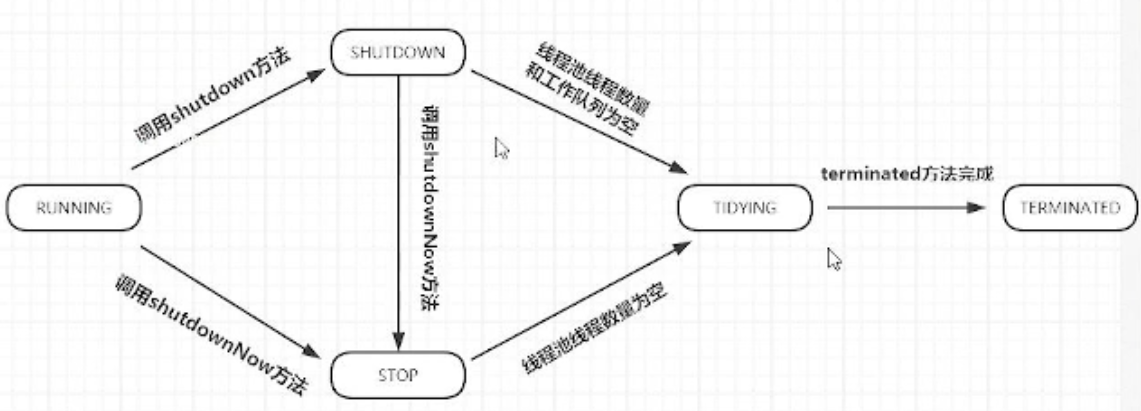 SHUTDOWN
调用shutdown方法
线程池线程数量
和工作队列为空
调用shutdownNow方法
terminated方法完成
RUNNING
TIDYING
TERMINATED
调用shutdownNow方法
线程池线程数量为空
STOP